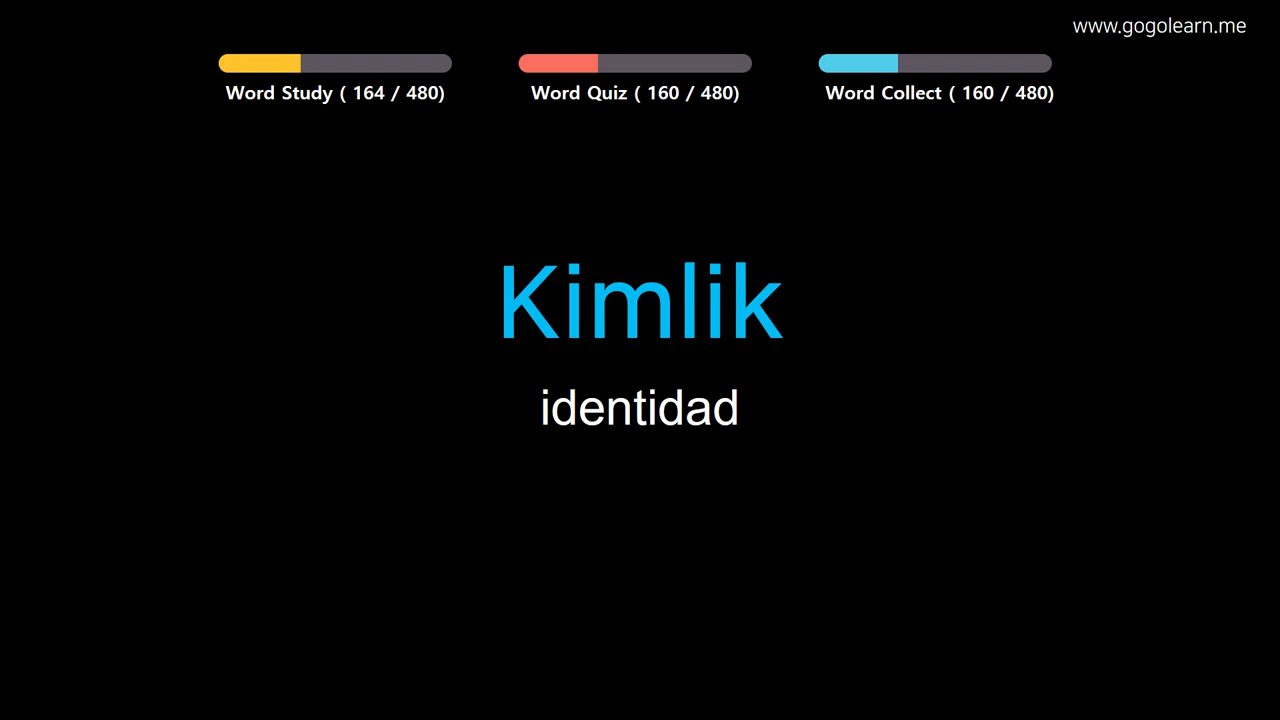 www.gogolearn.me
Word Study ( 164 / 480)
Word Quiz ( 160 / 480)
Word Collect ( 160 / 480)
Kimlik
identidad